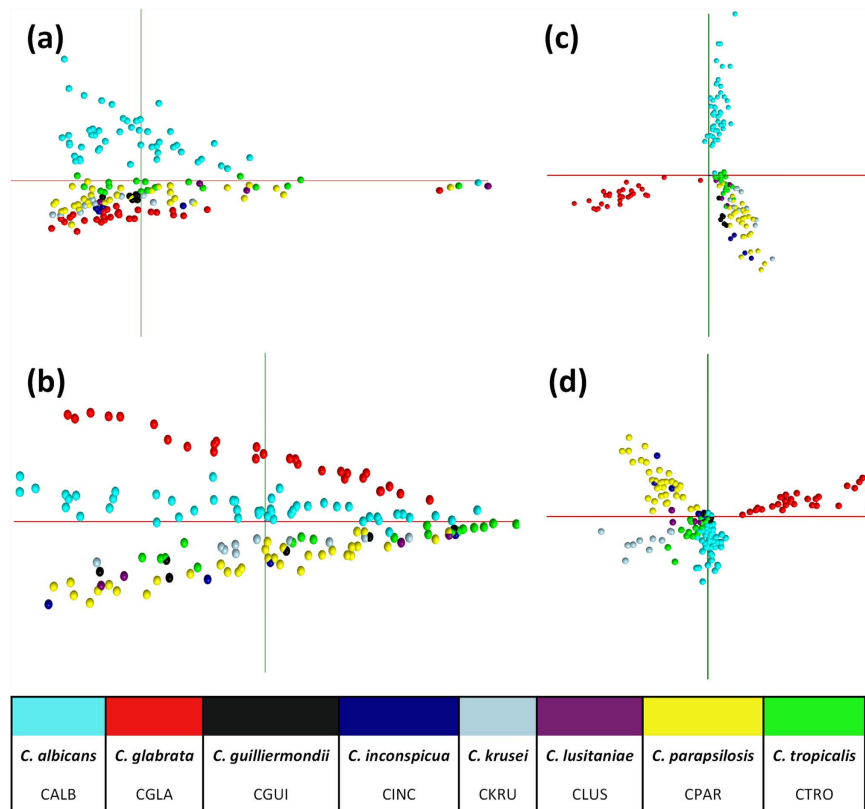 (a)
(c)
(b)
(d)
C. albicans C. glabrata C. guilliermondii C. inconspicua C. krusei C. lusitaniae C. parapsilosis C. tropicalis
CALB CGLA CGUI CINC CKRU CLUS CPAR CTRO